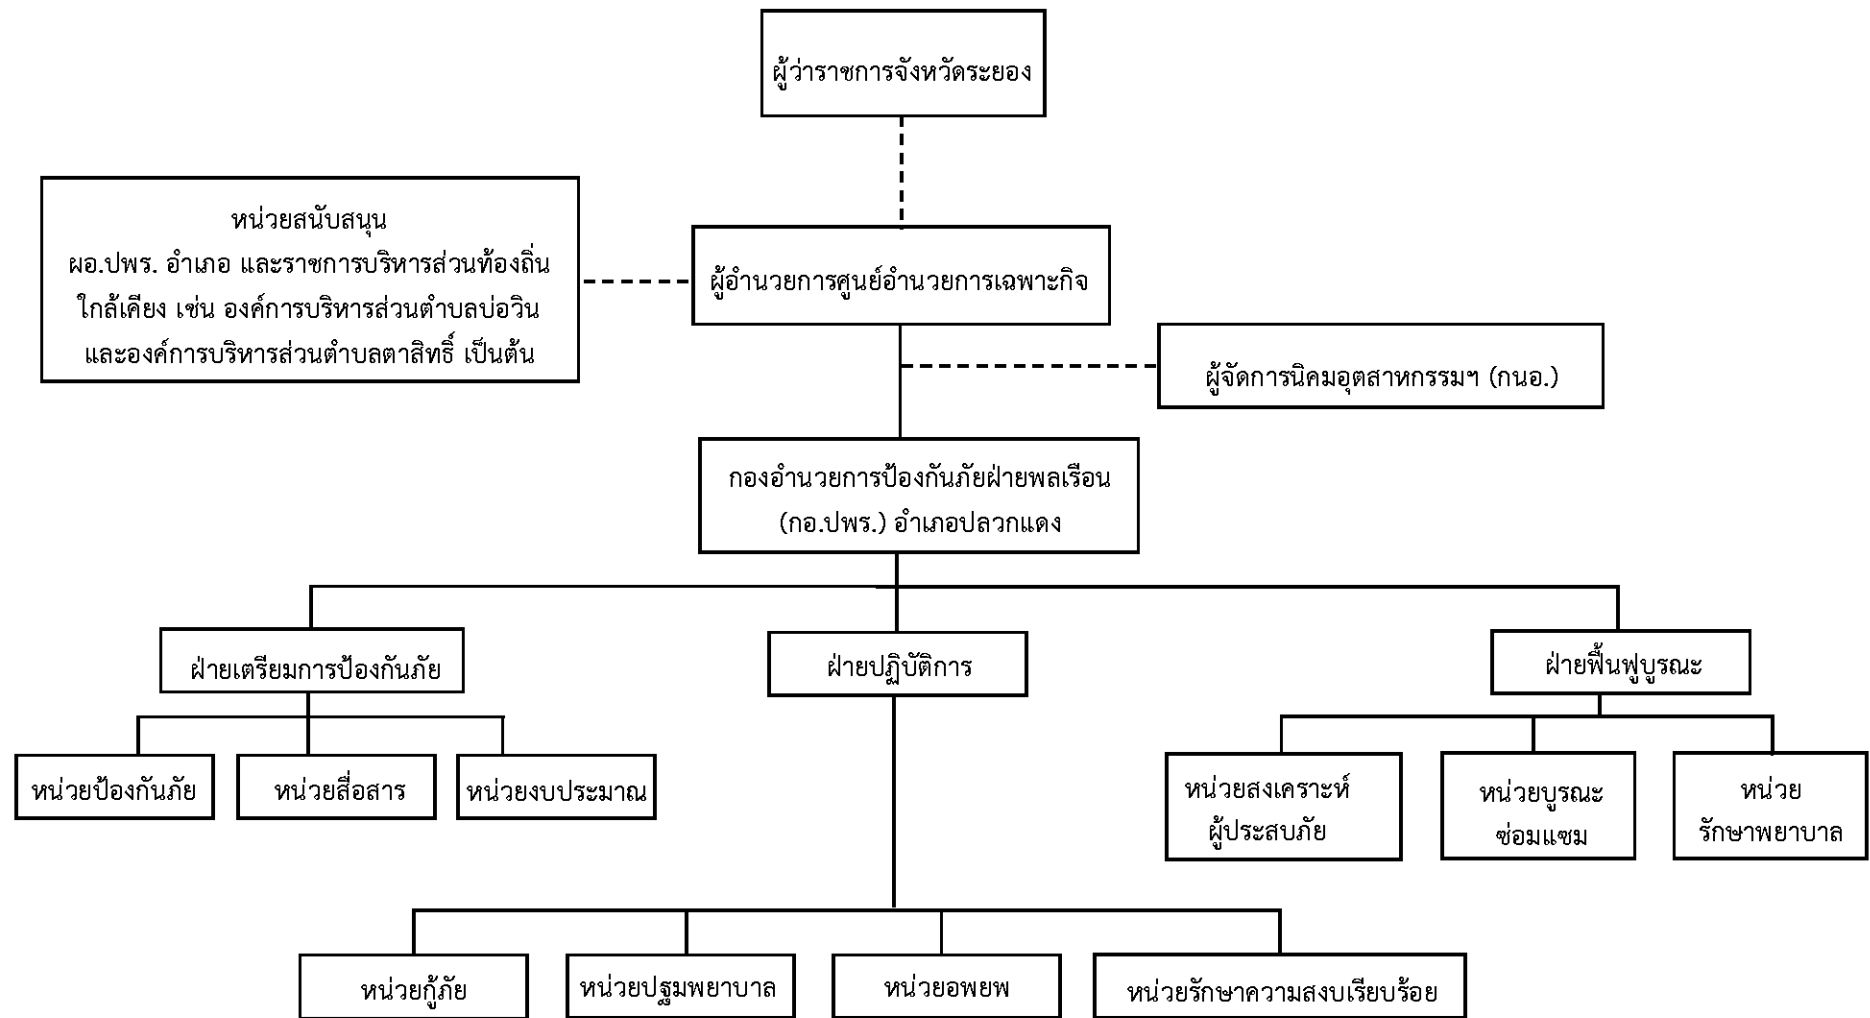 ผู้ว่าราชการจังหวัดระยอง
หน่วยสนับสนุน
ผอ.ปพร. อำเภอ และราชการบริหารส่วนท้องถิ่น
ใกล้เคียง เช่น องค์การบริหารส่วนตำบลบ่อวิน
และองค์การบริหารส่วนตำบลตาสิทธิ์ เป็นต้น
ผู้อำนวยการศูนย์อำนวยการเฉพาะกิจ
ผู้จัดการนิคมอุตสาหกรรมฯ (กนอ.)
กองอำนวยการป้องกันภัยฝ่ายพลเรือน
(กอ.ปพร.) อำเภอปลวกแดง
ฝ่ายเตรียมการป้องกันภัย
ฝ่ายปฏิบัติการ
ฝ่ายฟื้นฟูบูรณะ
หน่วยป้องกันภัย
หน่วยสื่อสาร
หน่วยงบประมาณ
หน่วยสงเคราะห์
ผู้ประสบภัย
หน่วยบูรณะ
ซ่อมแซม
หน่วย
รักษาพยาบาล
หน่วยกู้ภัย
หน่วยปฐมพยาบาล
หน่วยอพยพ
หน่วยรักษาความสงบเรียบร้อย